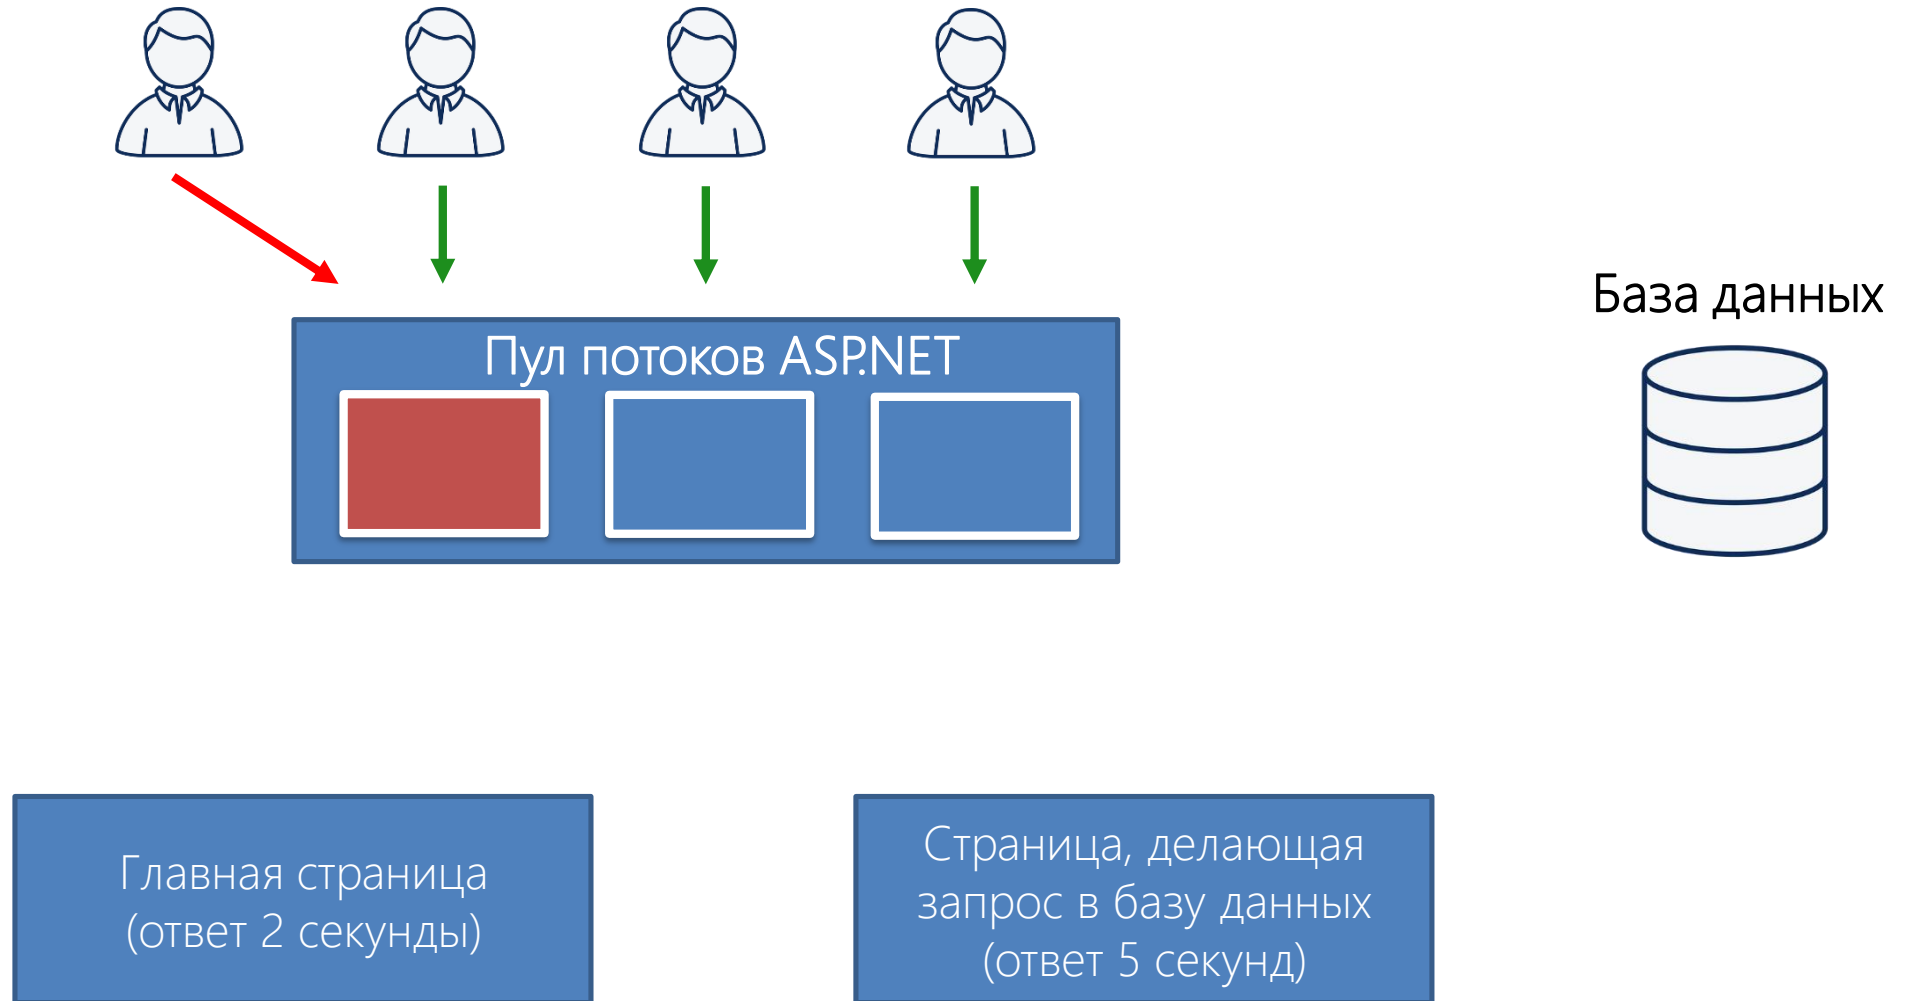 База данных
Пул потоков ASP.NET
Главная страница
(ответ 2 секунды)
Страница, делающая
запрос в базу данных
(ответ 5 секунд)